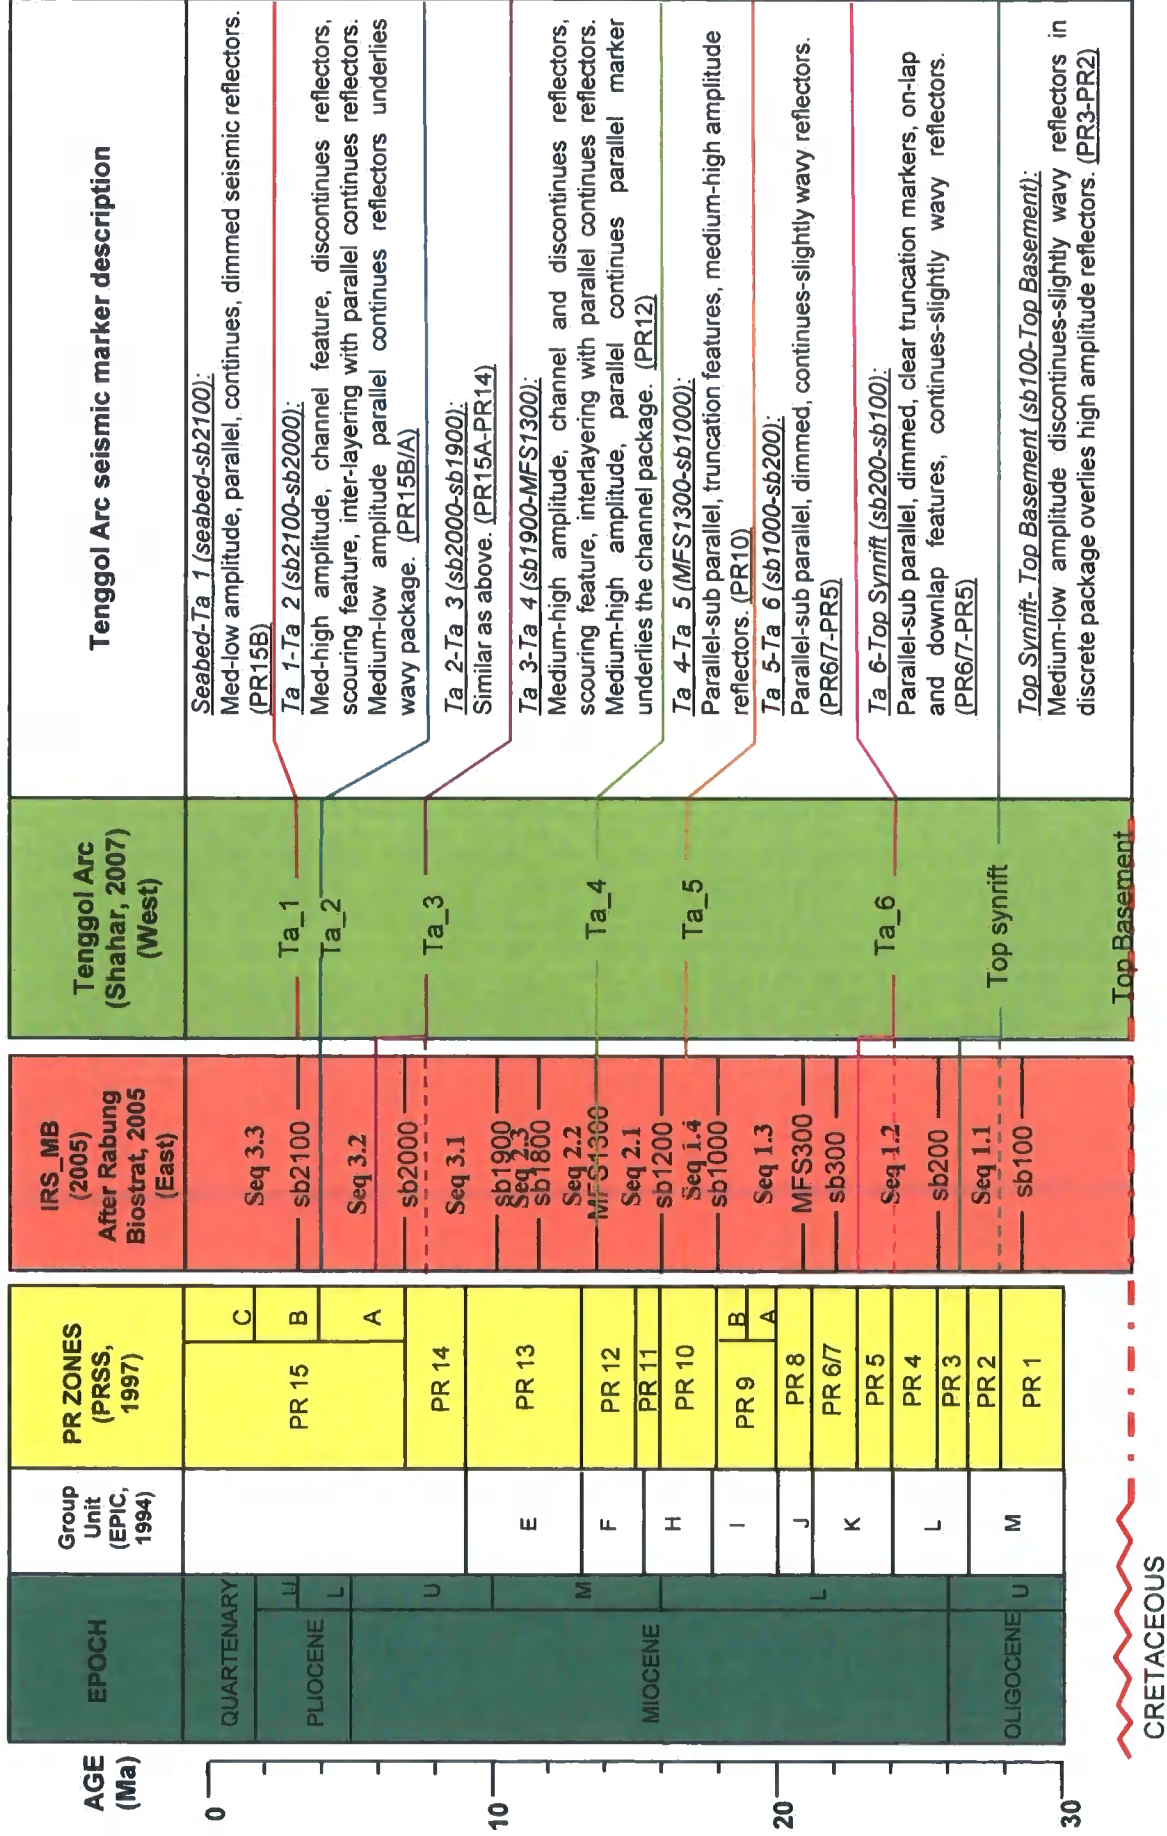 AGE
(Ma)
0
10
20
30
EPOCH
QUARTENARY
PLIOCENE
U
L
MIOCENE
U
M
L
OLIGOCENE
U
CRETACEOUS
Group
Unit
(EPIC,
1994)
E
F
H
I
J
K
L
M
PR ZONES
(PRSS,
1997)
PR 15
C
B
A
PR 14
PR 13
PR 12
PR 11
PR 10
PR 9
B
A
PR 8
PR 6/7
PR 5
PR 4
PR 3
PR 2
PR 1
IRS_MB
(2005)
After Rabung
Biostrat, 2005
(East)
Seq 3.3
sb2100
Seq 3.2
sb2000
Seq 3.1
sb1900
Seq 2.3
sb1800
Seq 2.2
MFS1300
Seq 2.1
sb1200
Seq 1.4
sb1000
Seq 1.3
MFS300
sb300
Seq 1.2
sb200
Seq 1.1
sb100
Tenggol Arc
(Shahar, 2007)
(West)
Ta_1
Ta_2
Ta_3
Ta_4
Ta_5
Ta_6
Top synrift
Top Basement
Tenggol Arc seismic marker description
Seabed-Ta_1 (seabed-sb2100):
Med-low amplitude, parallel, continues, dimmed seismic reflectors.
(PR15B)
Ta_1-Ta_2 (sb2100-sb2000):
Med-high amplitude, channel feature, discontinues reflectors,
scouring feature, inter-layering with parallel continues reflectors.
Medium-low amplitude parallel continues reflectors underlies
wavy package. (PR15B/A)
Ta_2-Ta_3 (sb2000-sb1900):
Similar as above. (PR15A-PR14)
Ta_3-Ta_4 (sb1900-MFS1300):
Medium-high amplitude, channel and discontinues reflectors,
scouring feature, interlayering with parallel continues reflectors.
Medium-high amplitude, parallel continues parallel marker
underlies the channel package. (PR12)
Ta_4-Ta_5 (MFS1300-sb1000):
Parallel-sub parallel, truncation features, medium-high amplitude
reflectors. (PR10)
Ta_5-Ta_6 (sb1000-sb200):
Parallel-sub parallel, dimmed, continues-slightly wavy reflectors.
(PR6/7-PR5)
Ta_6-Top Synrift (sb200-sb100):
Parallel-sub parallel, dimmed, clear truncation markers, on-lap
and downlap features, continues-slightly wavy reflectors.
(PR6/7-PR5)
Top Synrift- Top Basement (sb100-Top Basement):
Medium-low amplitude discontinues-slightly wavy reflectors in
discrete package overlies high amplitude reflectors. (PR3-PR2)